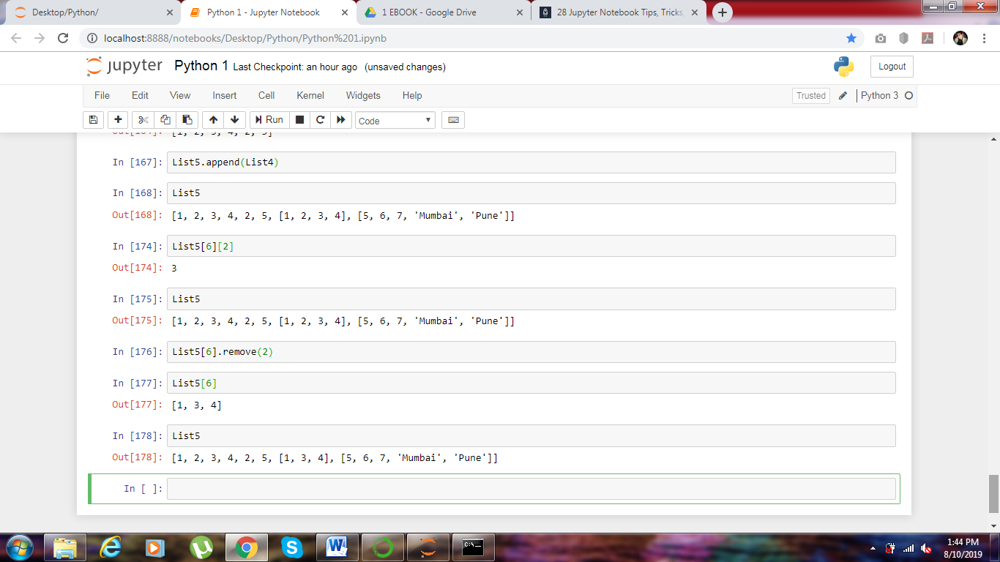 Desktop/Python/
Python 1 - Jupyter Notebook
1 EBOOK - Google Drive
28 Jupyter Notebook Tips, Tricks,
localhost:8888/notebooks/Desktop/Python/Python%201.ipynb
jupyter Python 1 Last Checkpoint: an hour ago (unsaved changes)
Logout
File Edit View Insert Cell Kernel Widgets Help
Trusted Python 3
Run Code
In [167]: List5.append(List4)
In [168]: List5
Out[168]: [1, 2, 3, 4, 2, 5, [1, 2, 3, 4], [5, 6, 7, 'Mumbai', 'Pune']]
In [174]: List5[6][2]
Out[174]: 3
In [175]: List5
Out[175]: [1, 2, 3, 4, 2, 5, [1, 2, 3, 4], [5, 6, 7, 'Mumbai', 'Pune']]
In [176]: List5[6].remove(2)
In [177]: List5[6]
Out[177]: [1, 3, 4]
In [178]: List5
Out[178]: [1, 2, 3, 4, 2, 5, [1, 3, 4], [5, 6, 7, 'Mumbai', 'Pune']]
In [ ]:
C:\_
1:44 PM
8/10/2019